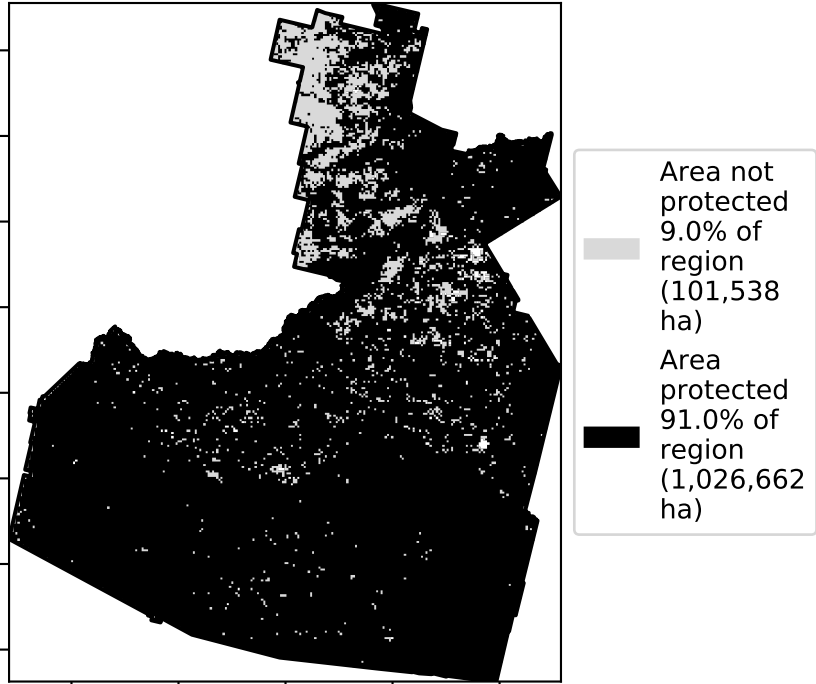 Area not
protected
9.0% of
region
(101,538
ha)
Area
protected
91.0% of
region
(1,026,662
ha)